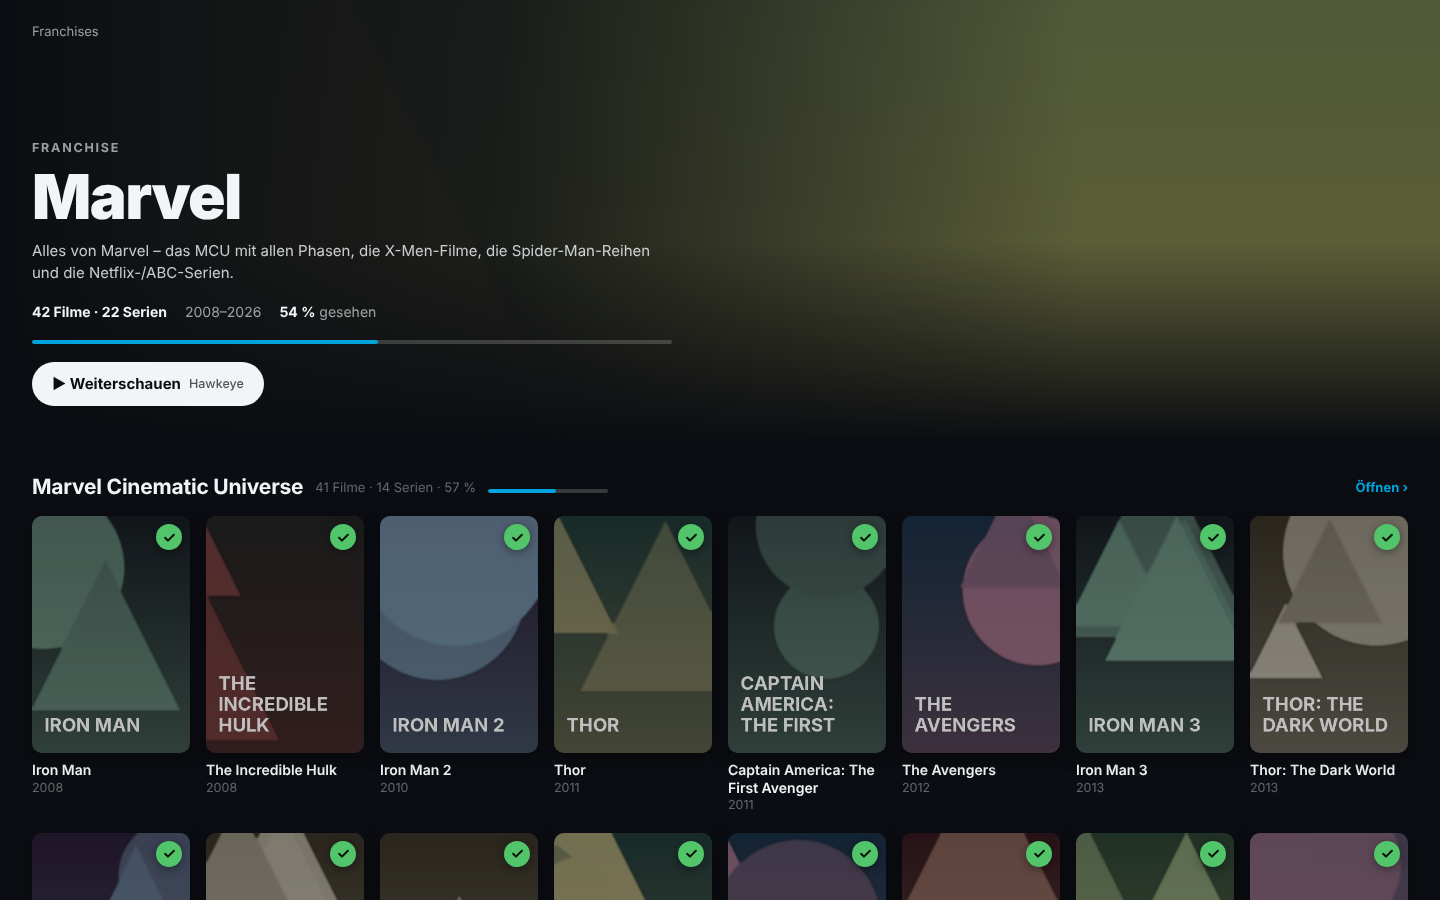 Franchises
FRANCHISE
Marvel
Alles von Marvel – das MCU mit allen Phasen, die X-Men-Filme, die Spider-Man-Reihen
und die Netflix-/ABC-Serien.
42 Filme · 22 Serien 2008–2026 54 % gesehen
▶ Weiterschauen Hawkeye
Marvel Cinematic Universe 41 Filme · 14 Serien · 57 % Öffnen ›
IRON MAN
THE
INCREDIBLE
HULK
IRON MAN 2
THOR
CAPTAIN
AMERICA:
THE FIRST
THE
AVENGERS
IRON MAN 3
THOR: THE
DARK WORLD
Iron Man
2008
The Incredible Hulk
2008
Iron Man 2
2010
Thor
2011
Captain America: The
First Avenger
2011
The Avengers
2012
Iron Man 3
2013
Thor: The Dark World
2013